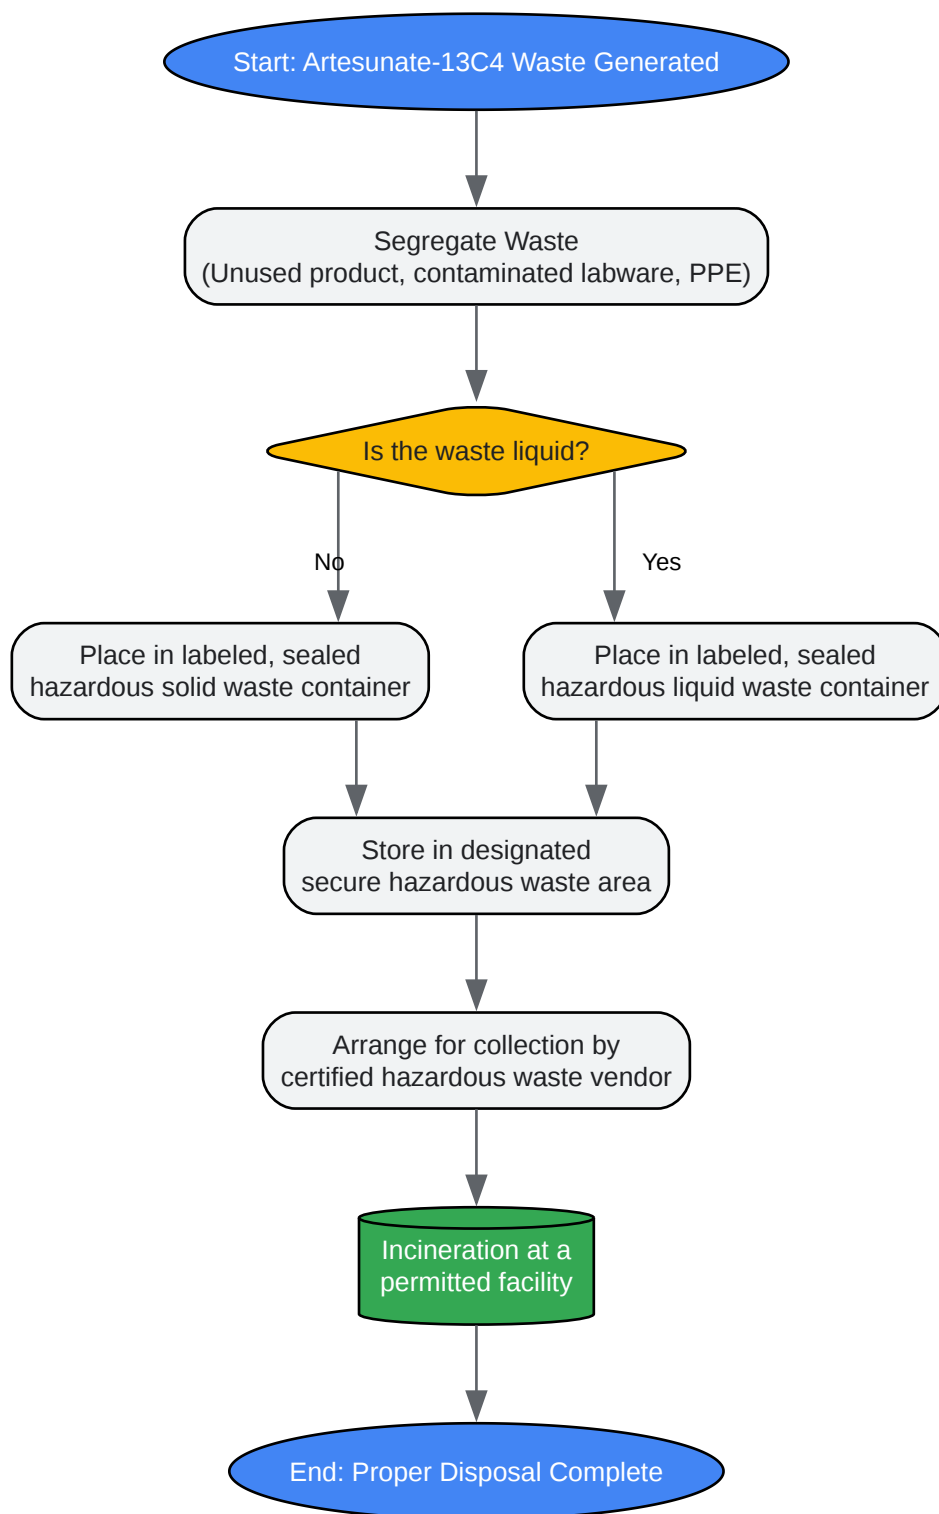 Start: Artesunate-13C4 Waste Generated
Segregate Waste
(Unused product, contaminated labware, PPE)
Is the waste liquid?
No
Yes
Place in labeled, sealed
hazardous solid waste container
Place in labeled, sealed
hazardous liquid waste container
Store in designated
secure hazardous waste area
Arrange for collection by
certified hazardous waste vendor
Incineration at a
permitted facility
End: Proper Disposal Complete